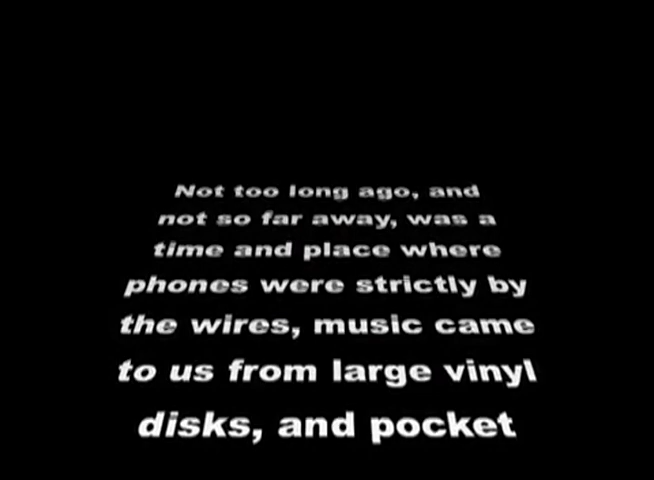 Not too long ago, and
not so far away, was a
time and place where
phones were strictly by
the wires, music came
to us from large vinyl
disks, and pocket